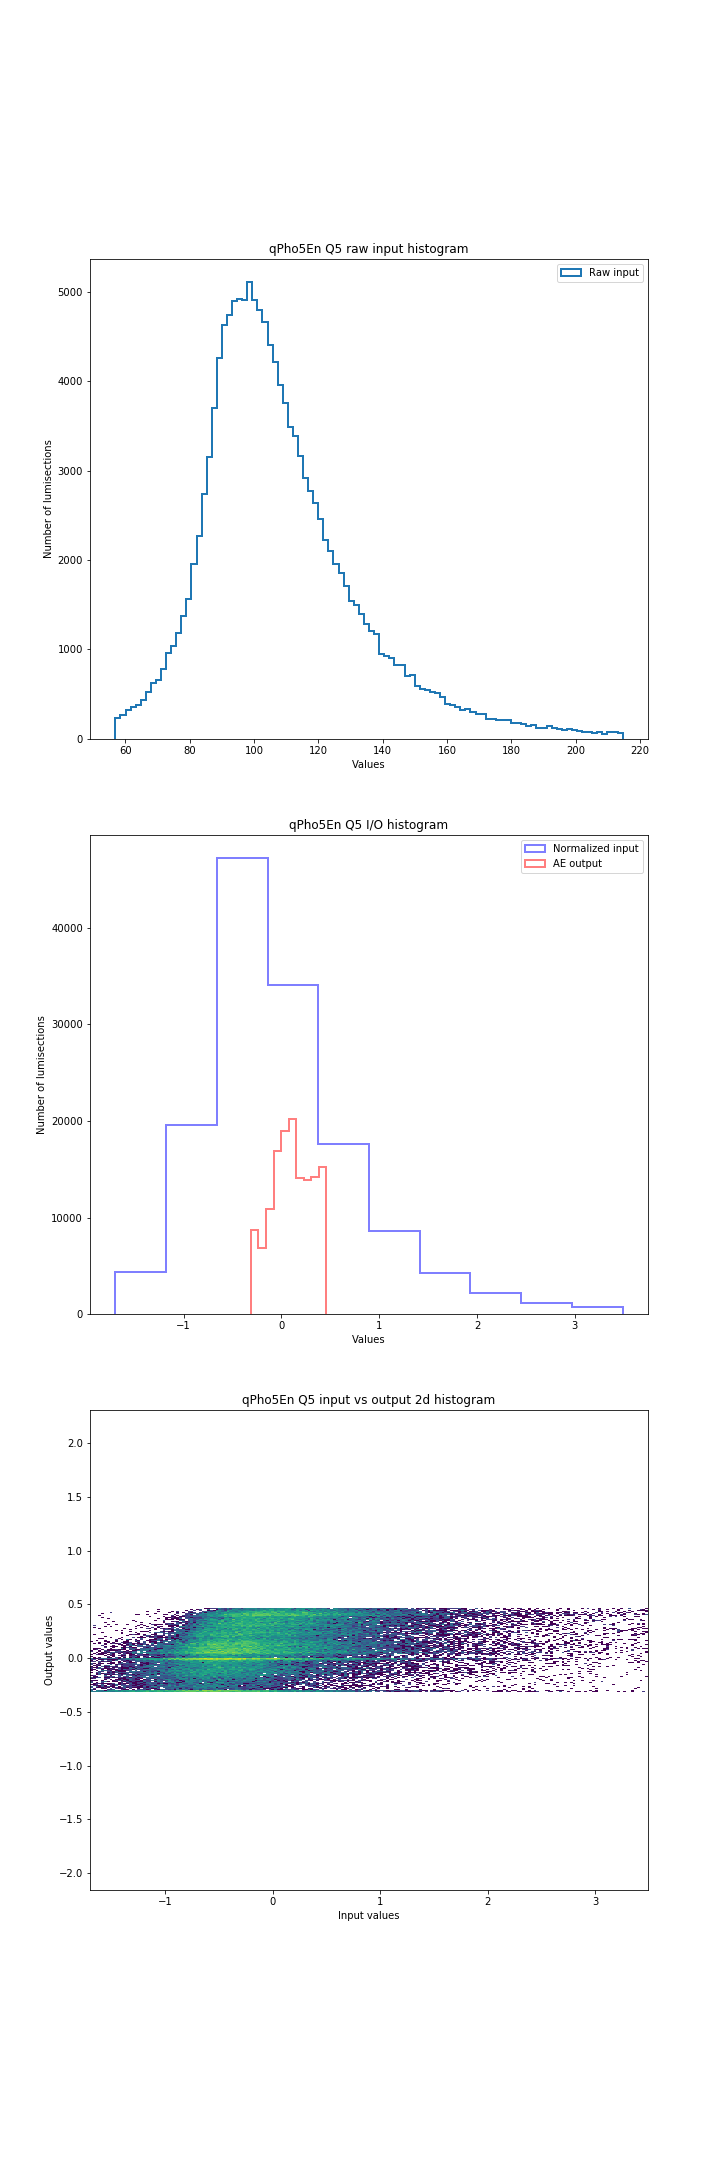 qPho5En Q5 raw input histogram
Raw input
5000
4000
3000
2000
1000
0
Number of lumisections
60 80 100 120 140 160 180 200 220
Values
qPho5En Q5 I/O histogram
Normalized input
AE output
40000
30000
20000
10000
0
Number of lumisections
−1 0 1 2 3
Values
qPho5En Q5 input vs output 2d histogram
2.0
1.5
1.0
0.5
0.0
−0.5
−1.0
−1.5
−2.0
Output values
−1 0 1 2 3
Input values